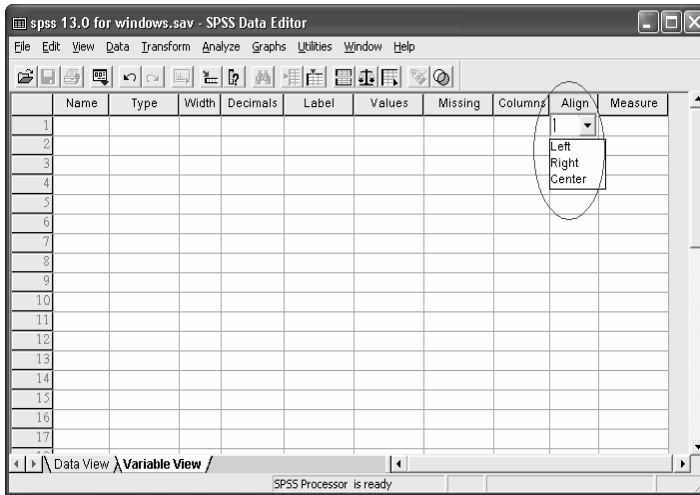 spss 13.0 for windows.sav - SPSS Data Editor
File Edit View Data Transform Analyze Graphs Utilities Window Help
Name Type Width Decimals Label Values Missing Columns Align Measure
1 1
2 Left
3 Right
4 Center
5
6
7
8
9
10
11
12
13
14
15
16
17
Data View Variable View
SPSS Processor is ready